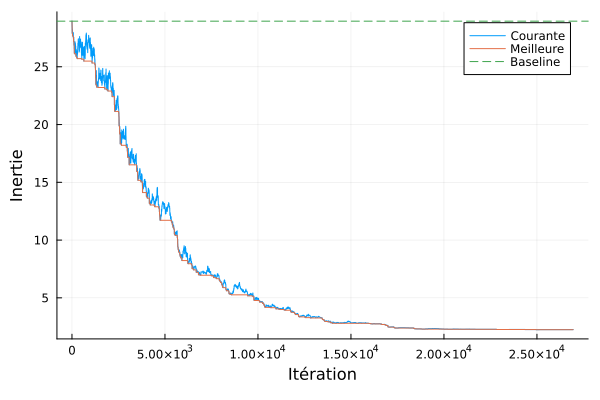 Courante
Meilleure
Baseline
Inertie
25
20
15
10
5
0
5.00×10³
1.00×10⁴
1.50×10⁴
2.00×10⁴
2.50×10⁴
Itération